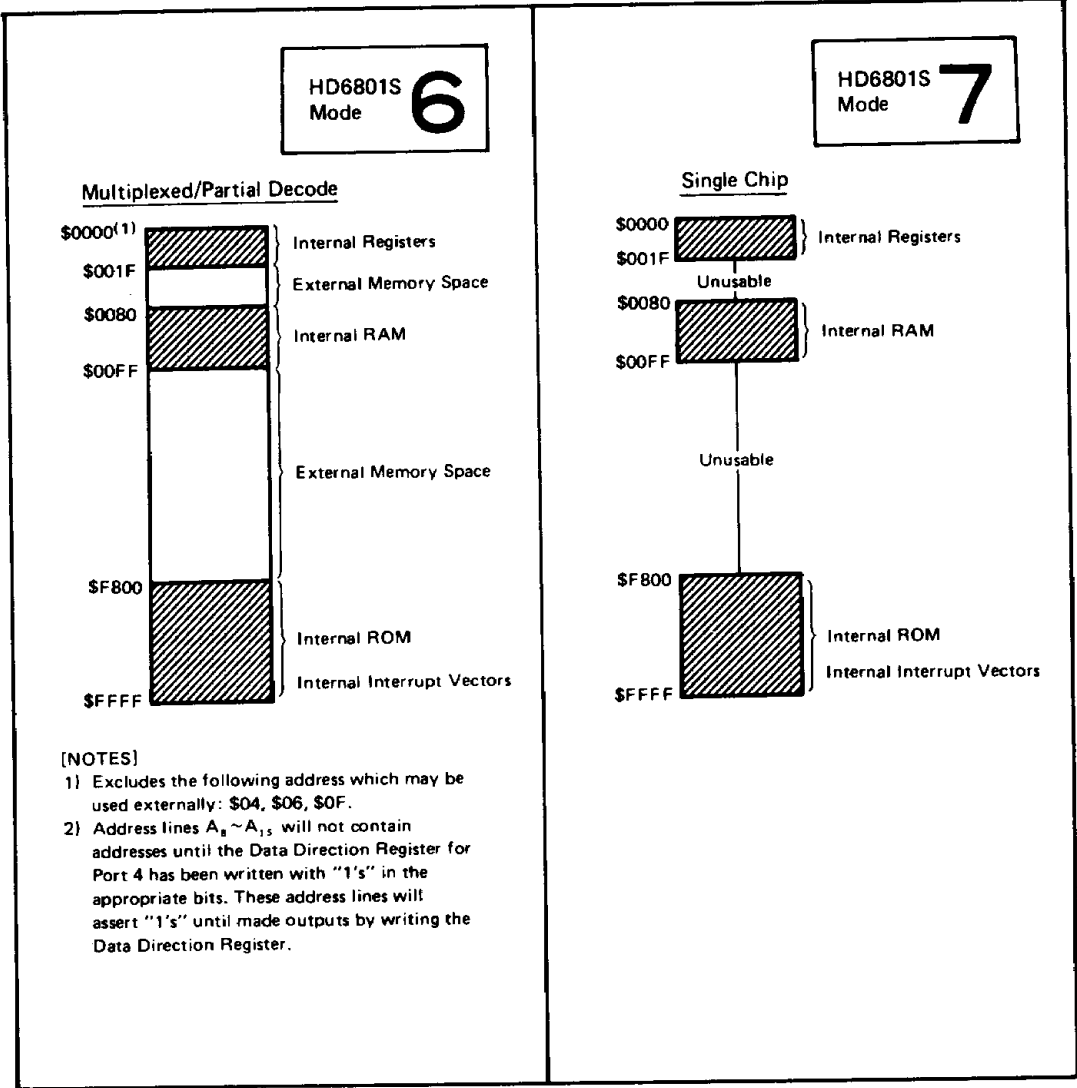 HD6801S
Mode 6
Multiplexed/Partial Decode
$0000(1)
Internal Registers
$001F
External Memory Space
$0080
Internal RAM
$00FF
External Memory Space
$F800
Internal ROM
Internal Interrupt Vectors
$FFFF
[NOTES]
1) Excludes the following address which may be
used externally: $04, $06, $0F.
2) Address lines A₈~A₁₅ will not contain
addresses until the Data Direction Register for
Port 4 has been written with "1's" in the
appropriate bits. These address lines will
assert "1's" until made outputs by writing the
Data Direction Register.
HD6801S
Mode 7
Single Chip
$0000
Internal Registers
$001F
Unusable
$0080
Internal RAM
$00FF
Unusable
$F800
Internal ROM
Internal Interrupt Vectors
$FFFF